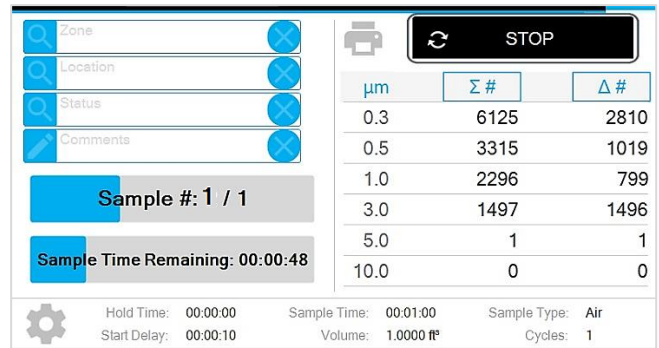 Zone
Location
Status
Comments
Sample #: 1 / 1
Sample Time Remaining: 00:00:48
STOP
µm Σ # Δ #
0.3 6125 2810
0.5 3315 1019
1.0 2296 799
3.0 1497 1496
5.0 1 1
10.0 0 0
Hold Time: 00:00:00 Sample Time: 00:01:00 Sample Type: Air
Start Delay: 00:00:10 Volume: 1.0000 ft³ Cycles: 1